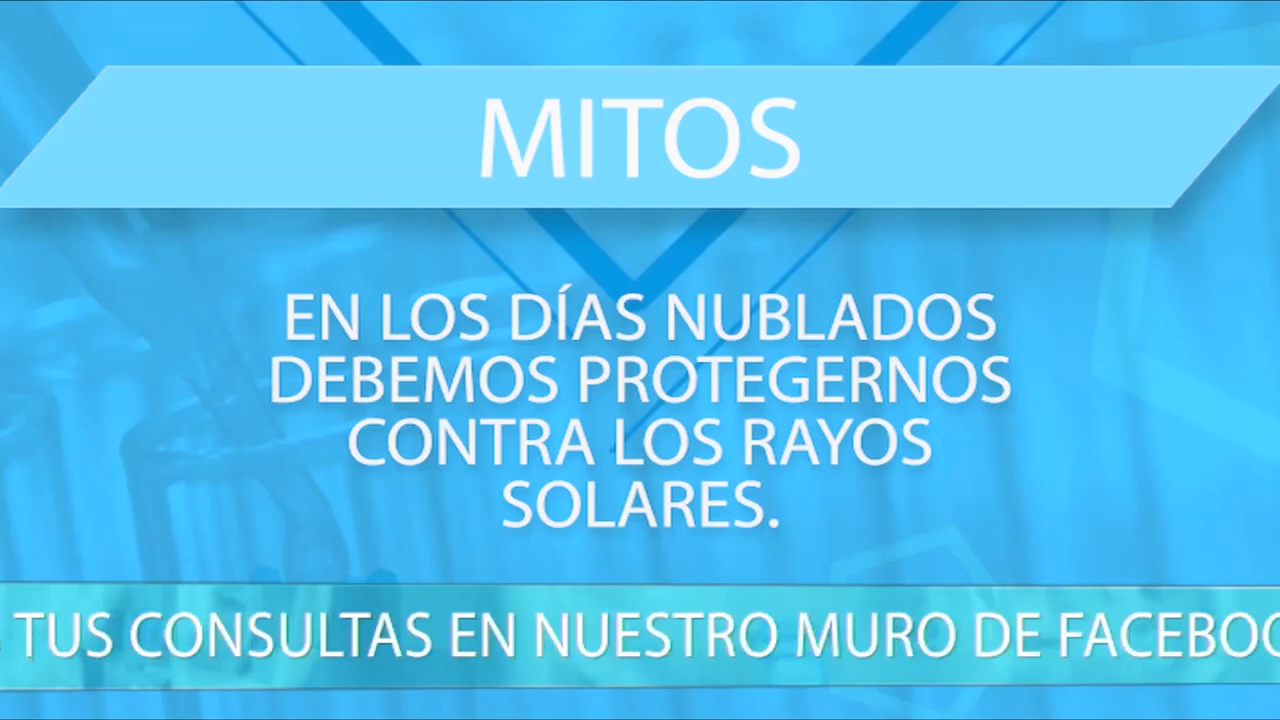 MITOS
EN LOS DÍAS NUBLADOS
DEBEMOS PROTEGERNOS
CONTRA LOS RAYOS
SOLARES.
TUS CONSULTAS EN NUESTRO MURO DE